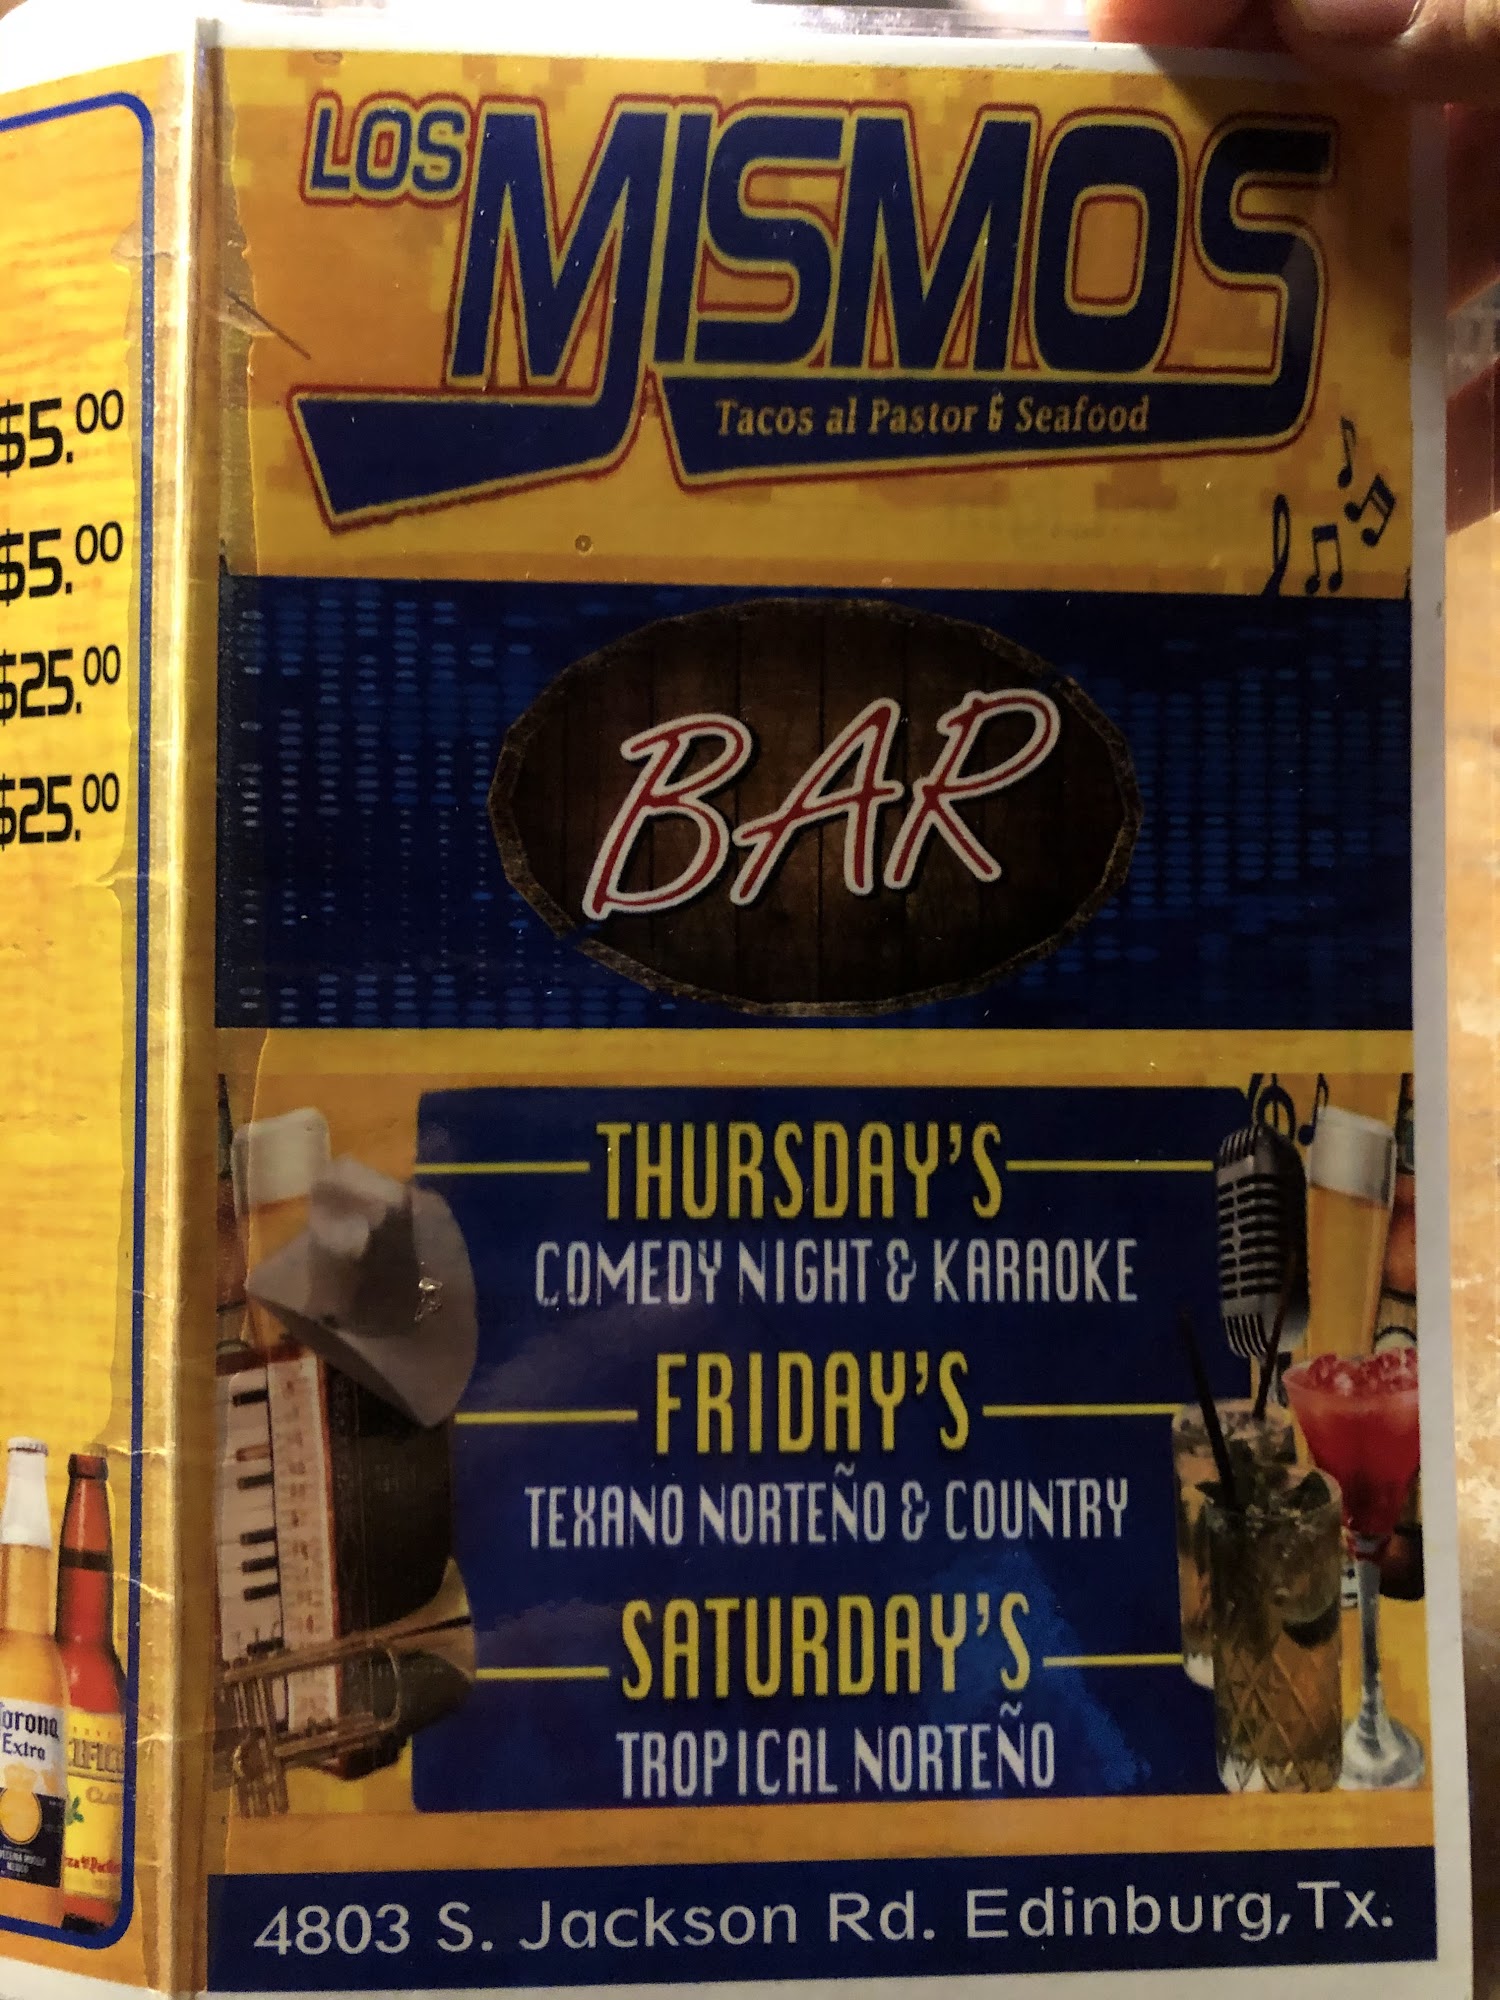 $5.00
$5.00
$25.00
$25.00
Corona
Extra
LOS MISMOS
Tacos al Pastor & Seafood
BAR
THURSDAY'S
COMEDY NIGHT & KARAOKE
FRIDAY'S
TEXANO NORTEÑO & COUNTRY
SATURDAY'S
TROPICAL NORTEÑO
4803 S. Jackson Rd. Edinburg,Tx.